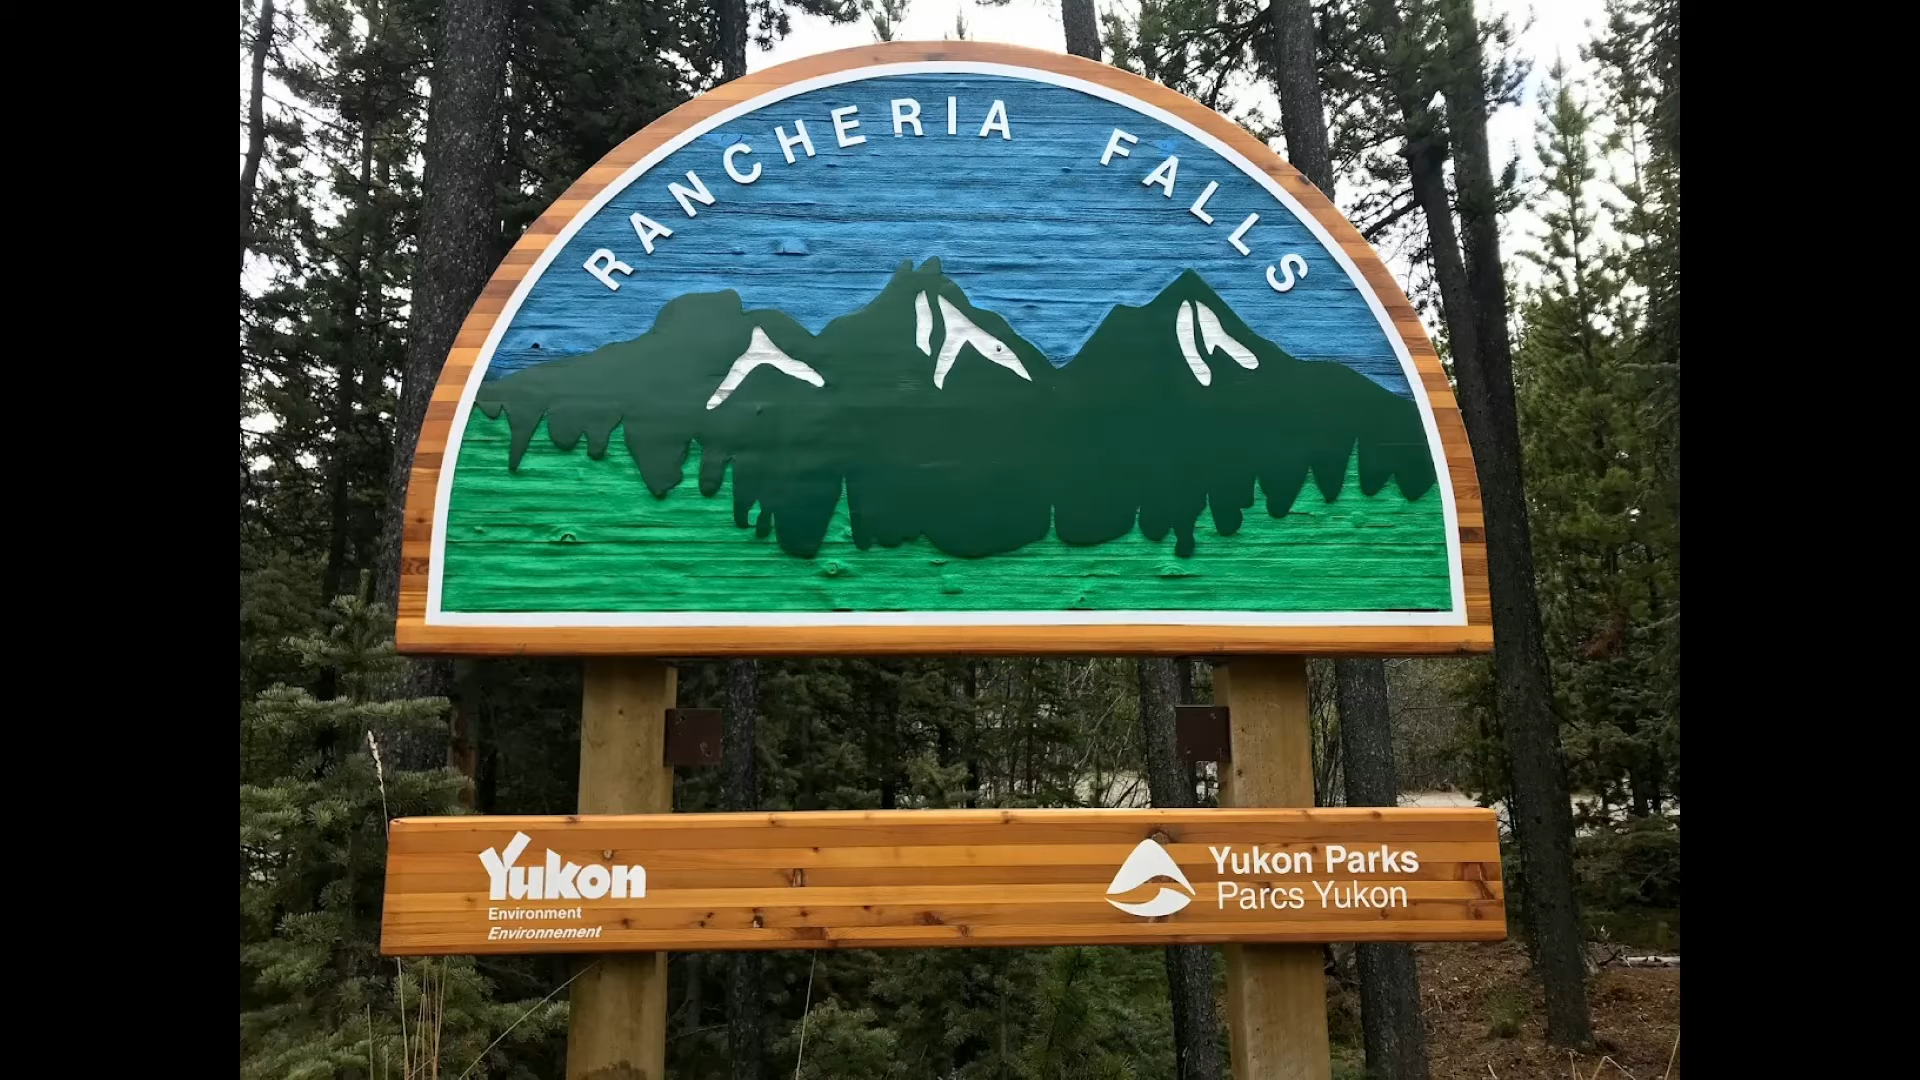 RANCHERIA FALLS
Yukon
Environment
Environnement
Yukon Parks
Parcs Yukon